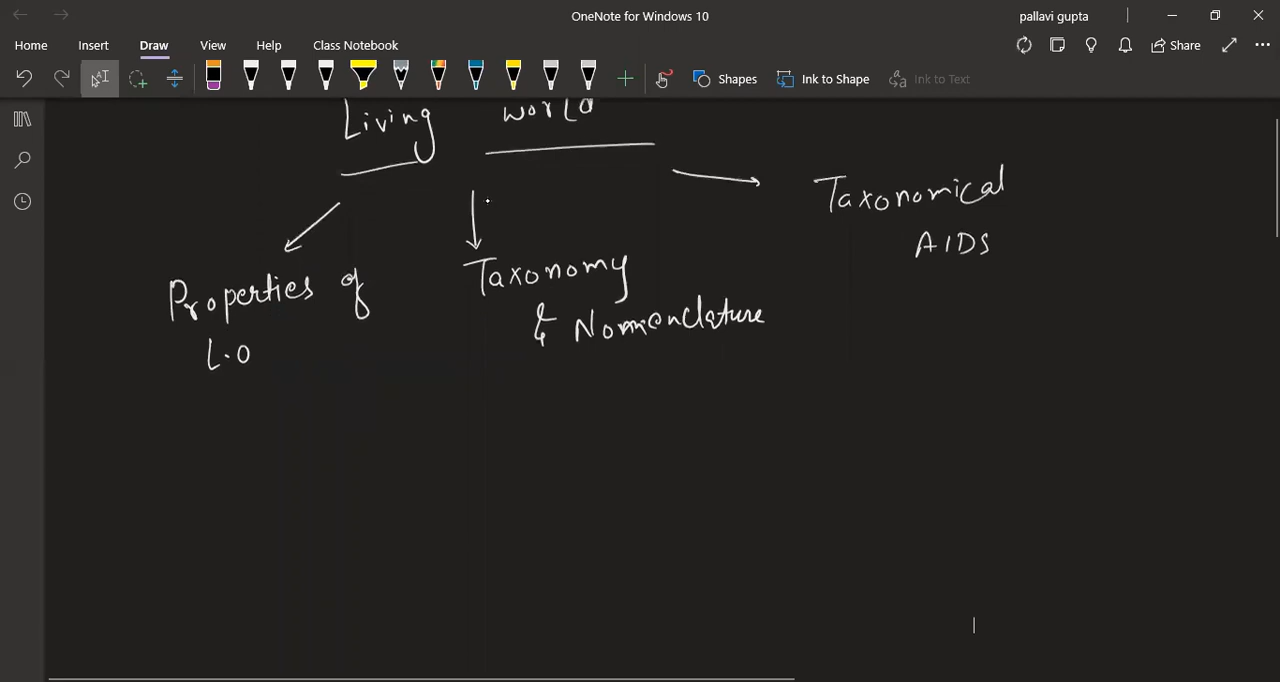 OneNote for Windows 10
pallavi gupta
Home Insert Draw View Help Class Notebook
Share
Shapes
Ink to Shape
Ink to Text
Living world
Taxonomical
AIDS
Properties of
L.O
Taxonomy
& Nomenclature